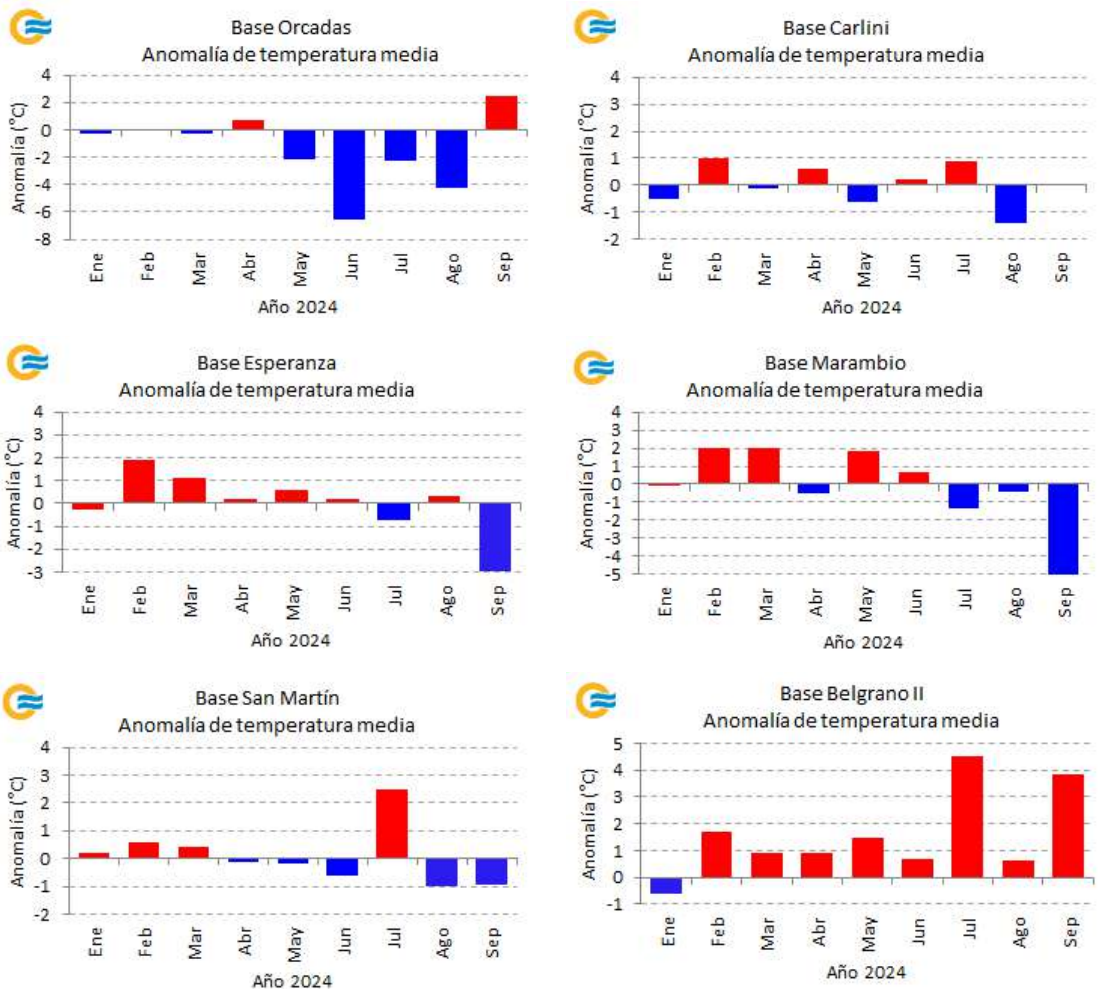 Base Orcadas
Anomalía de temperatura media
Anomalía (°C)
4
2
0
-2
-4
-6
-8
Ene
Feb
Mar
Abr
May
Jun
Jul
Ago
Sep
Año 2024
Base Carlini
Anomalía de temperatura media
Anomalía (°C)
4
3
2
1
0
-1
-2
Ene
Feb
Mar
Abr
May
Jun
Jul
Ago
Sep
Año 2024
Base Esperanza
Anomalía de temperatura media
Anomalía (°C)
4
3
2
1
0
-1
-2
-3
Ene
Feb
Mar
Abr
May
Jun
Jul
Ago
Sep
Año 2024
Base Marambio
Anomalía de temperatura media
Anomalía (°C)
4
3
2
1
0
-1
-2
-3
-4
-5
Ene
Feb
Mar
Abr
May
Jun
Jul
Ago
Sep
Año 2024
Base San Martín
Anomalía de temperatura media
Anomalía (°C)
4
3
2
1
0
-1
-2
Ene
Feb
Mar
Abr
May
Jun
Jul
Ago
Sep
Año 2024
Base Belgrano II
Anomalía de temperatura media
Anomalía (°C)
5
4
3
2
1
0
-1
Ene
Feb
Mar
Abr
May
Jun
Jul
Ago
Sep
Año 2024